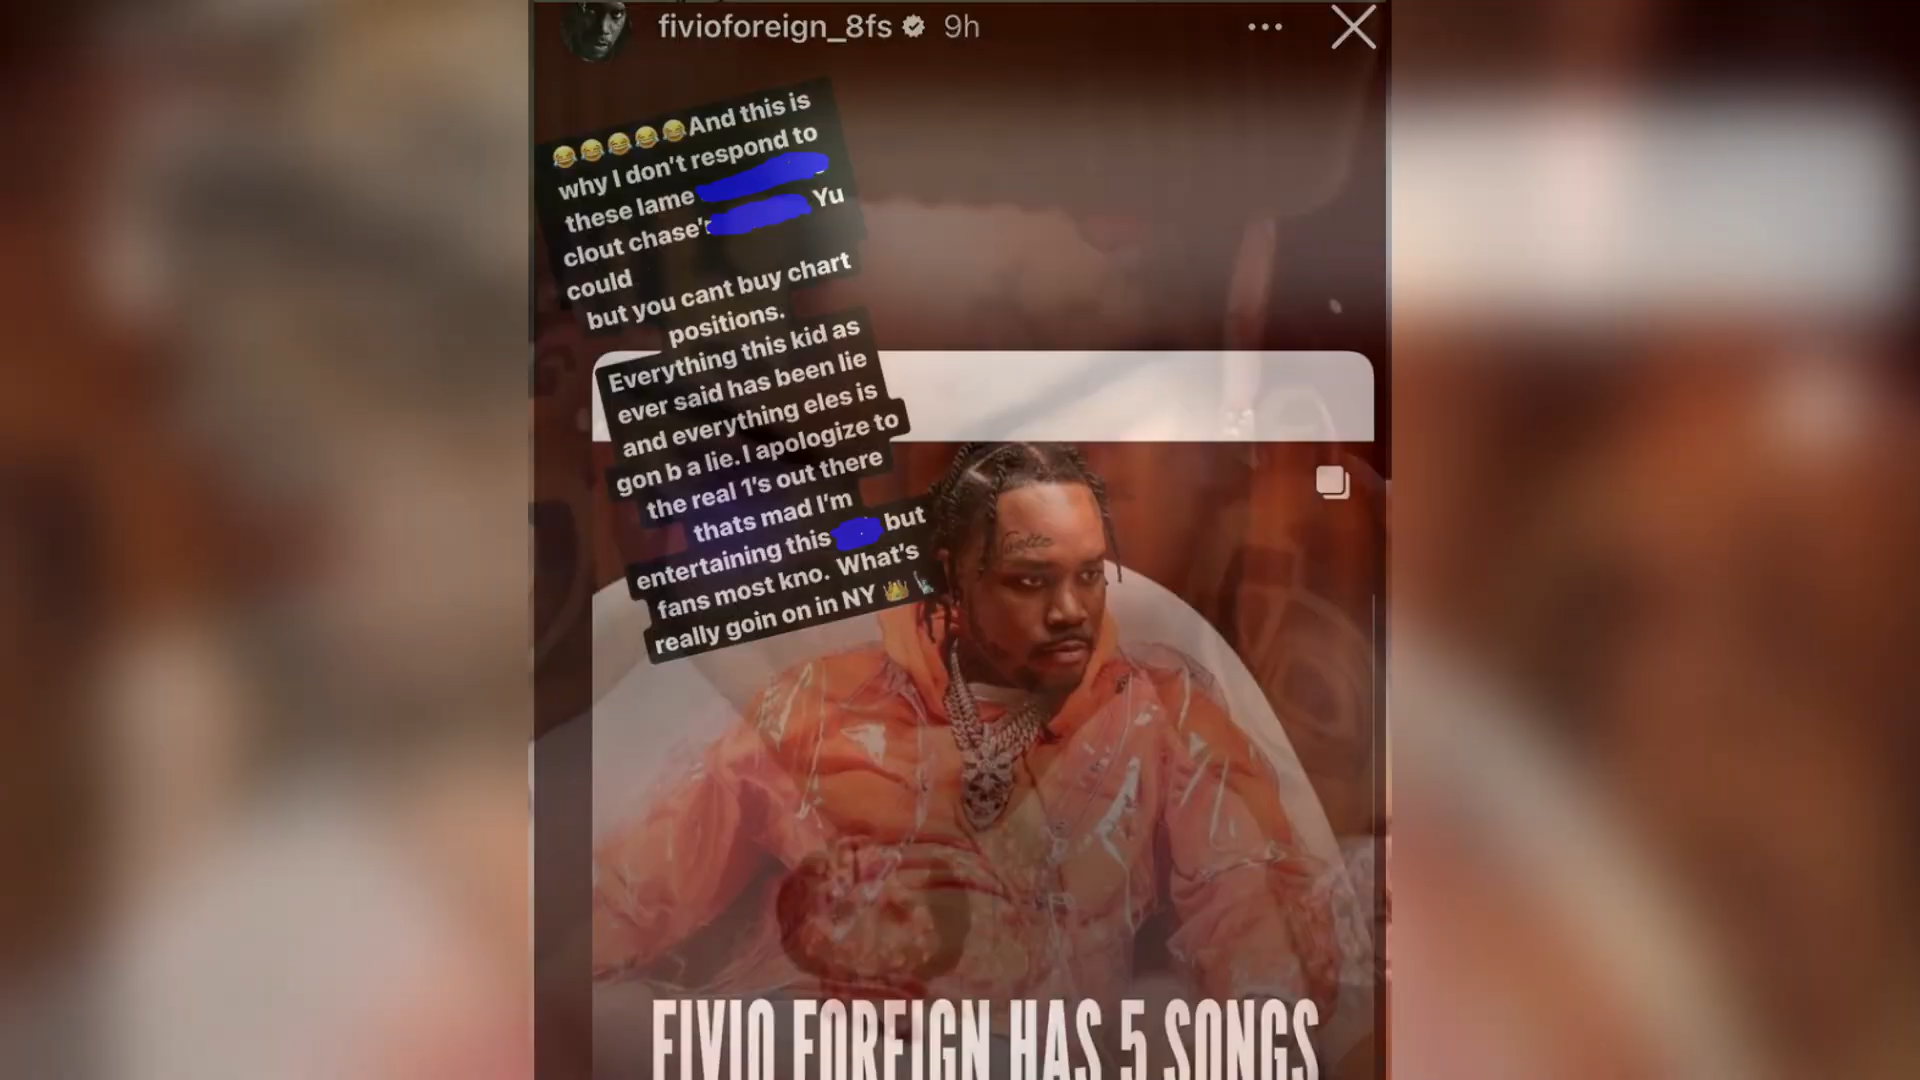 fivioforeign_8fs 9h
😂😂😂😂😂And this is
why I don't respond to
these lame
clout chase'r Yu
could
but you cant buy chart
positions.
Everything this kid as
ever said has been lie
and everything eles is
gon b a lie. I apologize to
the real 1's out there
thats mad I'm
entertaining this but
fans most kno. What's
really goin on in NY 👑🗽
FIVIO FOREIGN HAS 5 SONGS